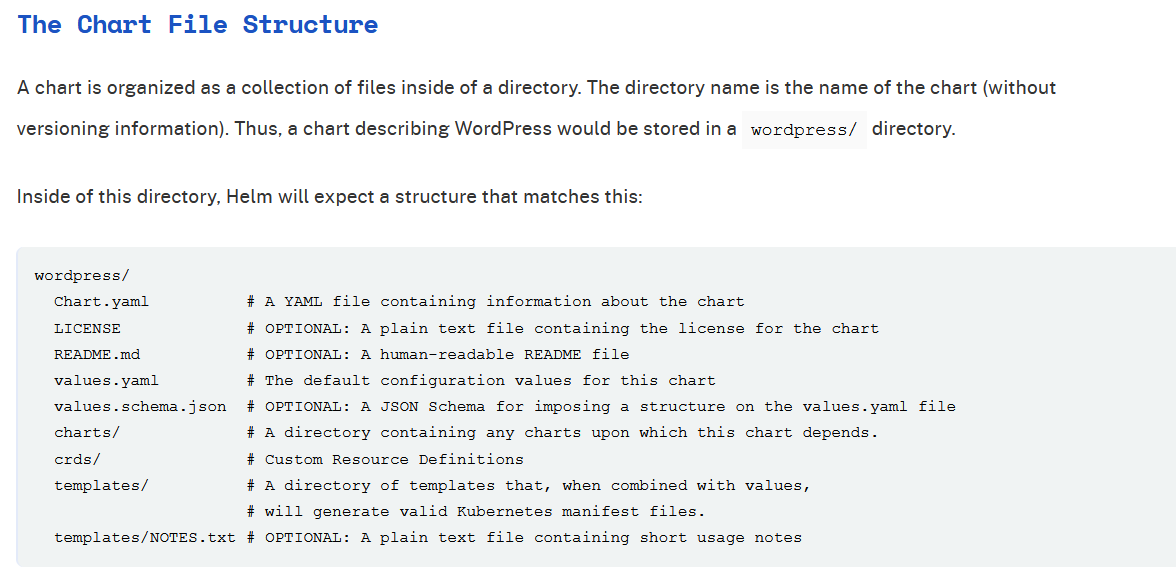 The Chart File Structure
A chart is organized as a collection of files inside of a directory. The directory name is the name of the chart (without
versioning information). Thus, a chart describing WordPress would be stored in a wordpress/ directory.
Inside of this directory, Helm will expect a structure that matches this:
wordpress/
  Chart.yaml          # A YAML file containing information about the chart
  LICENSE             # OPTIONAL: A plain text file containing the license for the chart
  README.md           # OPTIONAL: A human-readable README file
  values.yaml         # The default configuration values for this chart
  values.schema.json  # OPTIONAL: A JSON Schema for imposing a structure on the values.yaml file
  charts/             # A directory containing any charts upon which this chart depends.
  crds/               # Custom Resource Definitions
  templates/          # A directory of templates that, when combined with values,
                      # will generate valid Kubernetes manifest files.
  templates/NOTES.txt # OPTIONAL: A plain text file containing short usage notes